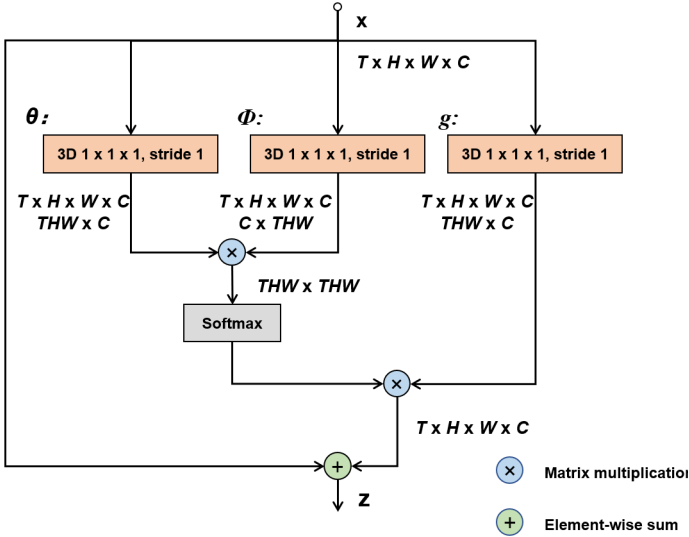 x
T x H x W x C
θ:
Φ:
g:
3D 1 x 1 x 1, stride 1
3D 1 x 1 x 1, stride 1
3D 1 x 1 x 1, stride 1
T x H x W x C
THW x C
T x H x W x C
C x THW
T x H x W x C
THW x C
×
THW x THW
Softmax
×
T x H x W x C
+
z
× Matrix multiplication
+ Element-wise sum